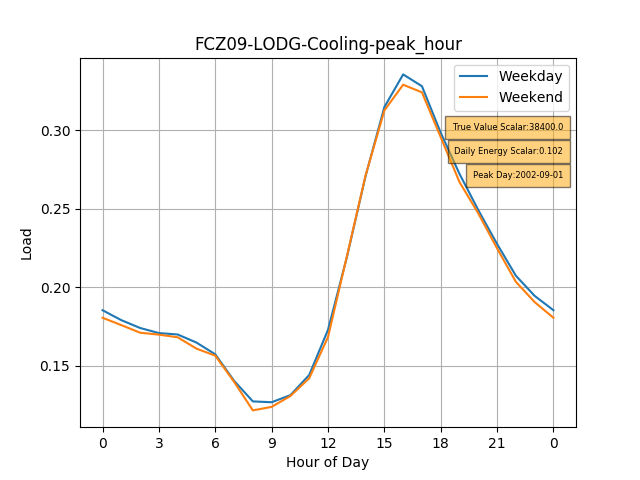 FCZ09-LODG-Cooling-peak_hour
Weekday
Weekend
True Value Scalar:38400.0
Daily Energy Scalar:0.102
Peak Day:2002-09-01
Load
0.30
0.25
0.20
0.15
0 3 6 9 12 15 18 21 0
Hour of Day